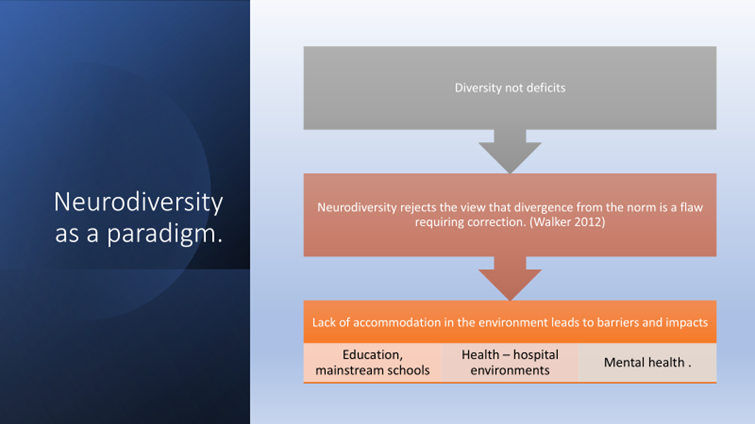 Neurodiversity
as a paradigm.
Diversity not deficits
Neurodiversity rejects the view that divergence from the norm is a flaw
requiring correction. (Walker 2012)
Lack of accommodation in the environment leads to barriers and impacts
Education,
mainstream schools
Health – hospital
environments
Mental health .